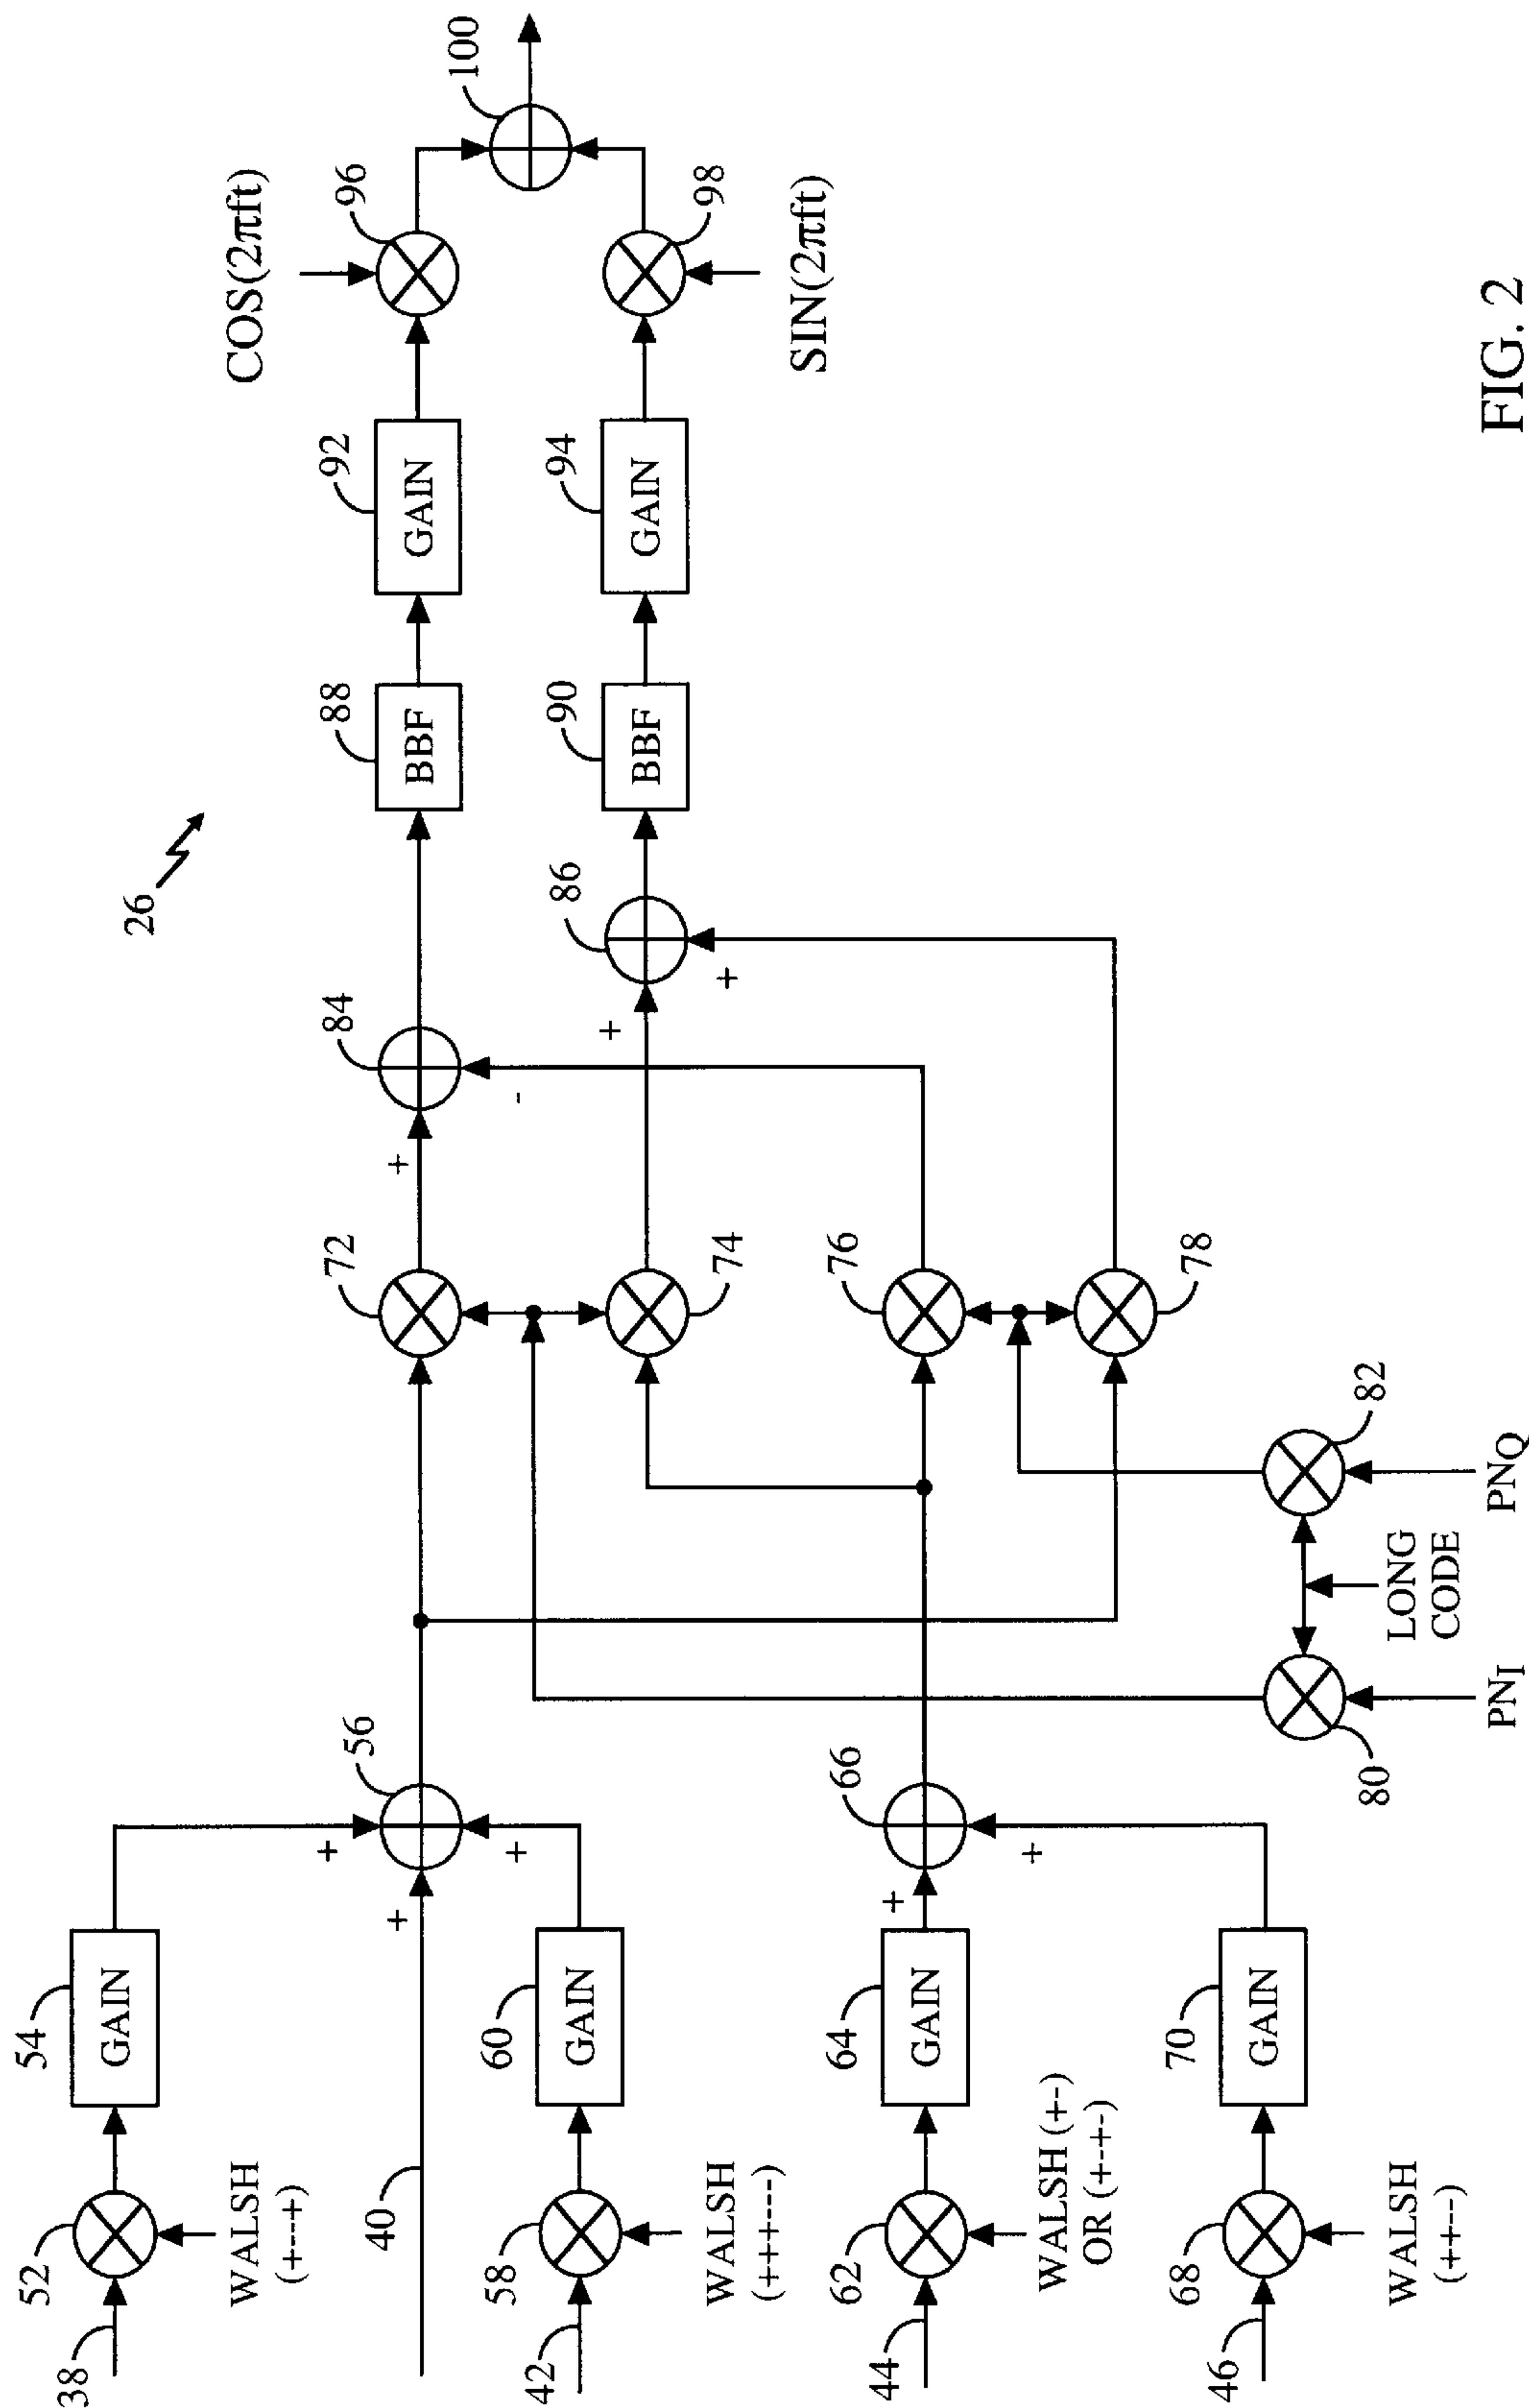 26
38
52
WALSH
(+--+)
54
GAIN
+
40
+
56
42
58
WALSH
(++++----)
60
GAIN
+
72
+
84
-
88
BBF
92
GAIN
COS(2πft)
96
100
74
+
86
+
90
BBF
94
GAIN
98
SIN(2πft)
44
62
WALSH (+-)
OR (+-+-)
64
GAIN
+
66
+
76
78
46
68
WALSH
(++--)
70
GAIN
80
82
PNI
LONG
CODE
PNQ
FIG. 2